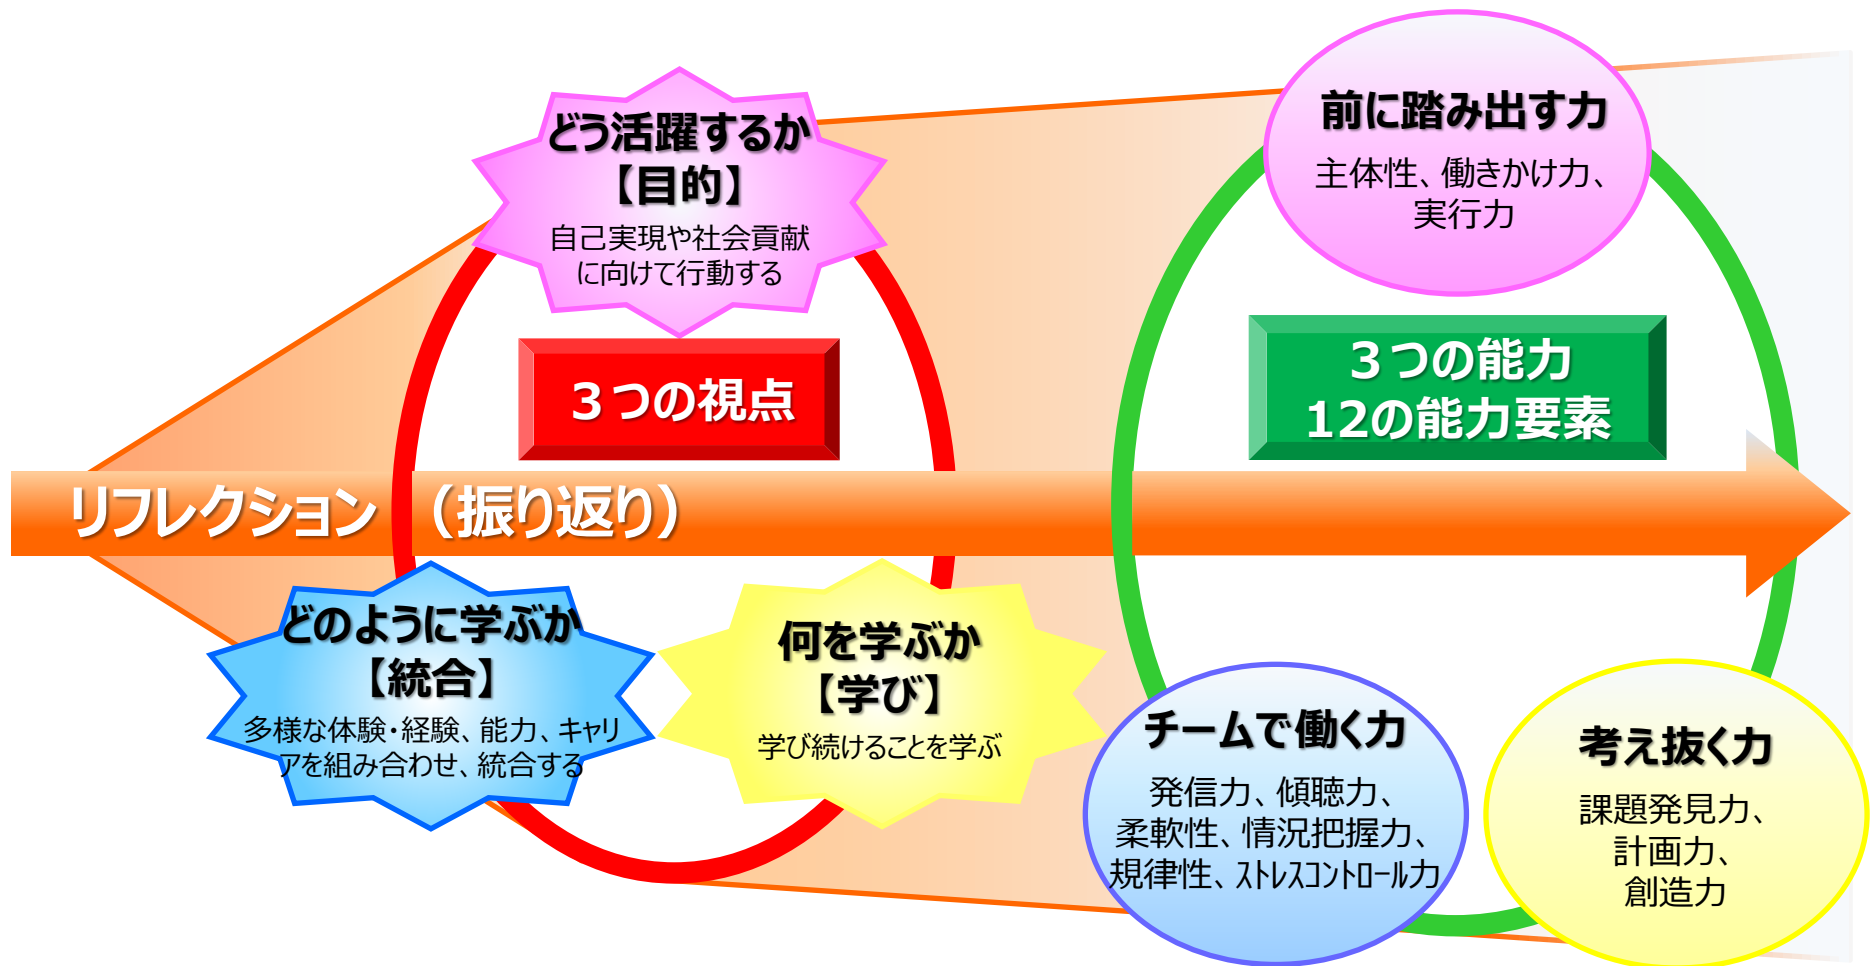 どう活躍するか
【目的】
自己実現や社会貢献
に向けて行動する
３つの視点
リフレクション （振り返り）
どのように学ぶか
【統合】
多様な体験・経験、能力、キャリ
アを組み合わせ、統合する
何を学ぶか
【学び】
学び続けることを学ぶ
前に踏み出す力
主体性、働きかけ力、
実行力
３つの能力
12の能力要素
チームで働く力
発信力、傾聴力、
柔軟性、情況把握力、
規律性、ｽﾄﾚｽｺﾝﾄﾛｰﾙ力
考え抜く力
課題発見力、
計画力、
創造力